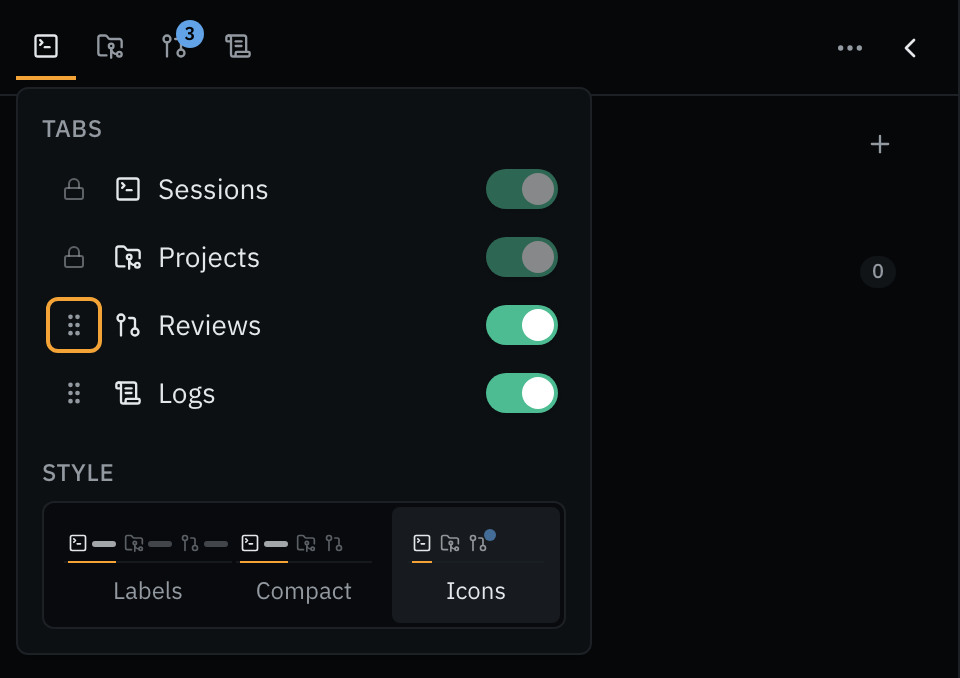 3
TABS
Sessions
Projects
0
Reviews
Logs
STYLE
Labels
Compact
Icons